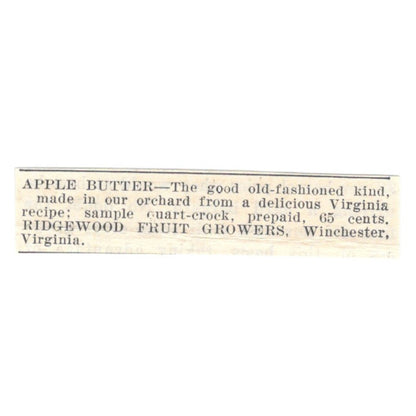 APPLE BUTTER—The good old-fashioned kind,
made in our orchard from a delicious Virginia
recipe; sample quart-crock, prepaid, 65 cents.
RIDGEWOOD FRUIT GROWERS, Winchester,
Virginia.